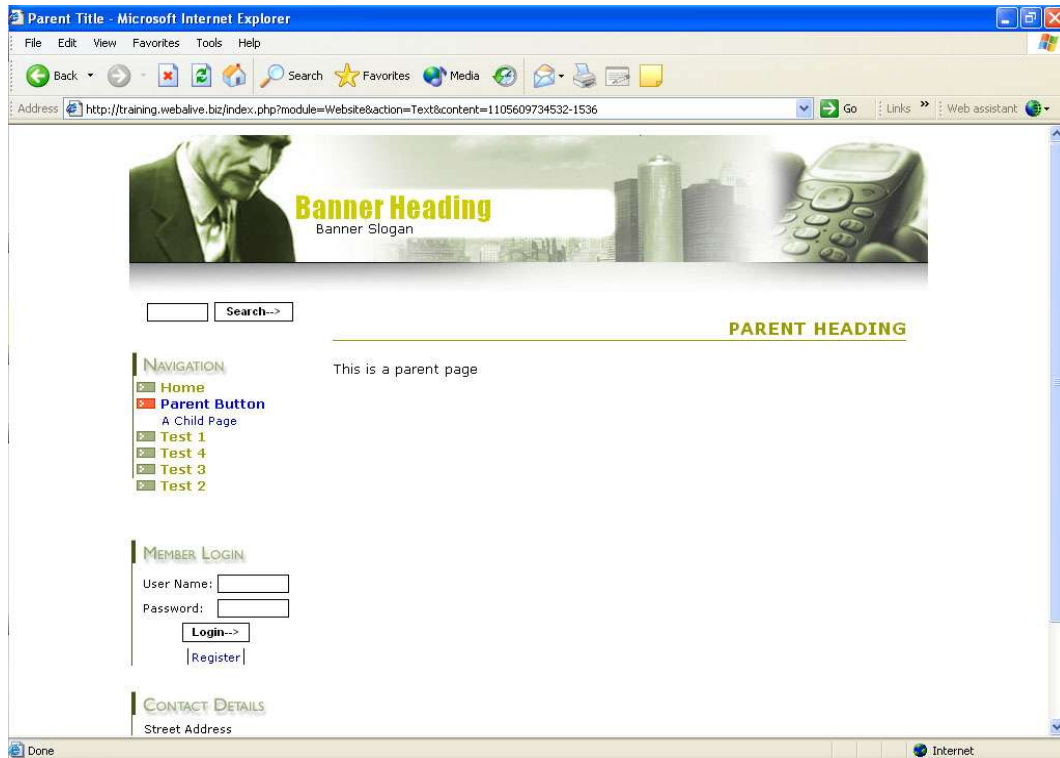 Parent Title - Microsoft Internet Explorer
File Edit View Favorites Tools Help
Back Search Favorites Media
Address http://training.webalive.biz/index.php?module=Website&action=Text&content=1105609734532-1536 Go Links » Web assistant
Banner Heading
Banner Slogan
Search-->
PARENT HEADING
NAVIGATION
This is a parent page
Home
Parent Button
A Child Page
Test 1
Test 4
Test 3
Test 2
MEMBER LOGIN
User Name:
Password:
Login-->
|Register|
CONTACT DETAILS
Street Address
Done Internet